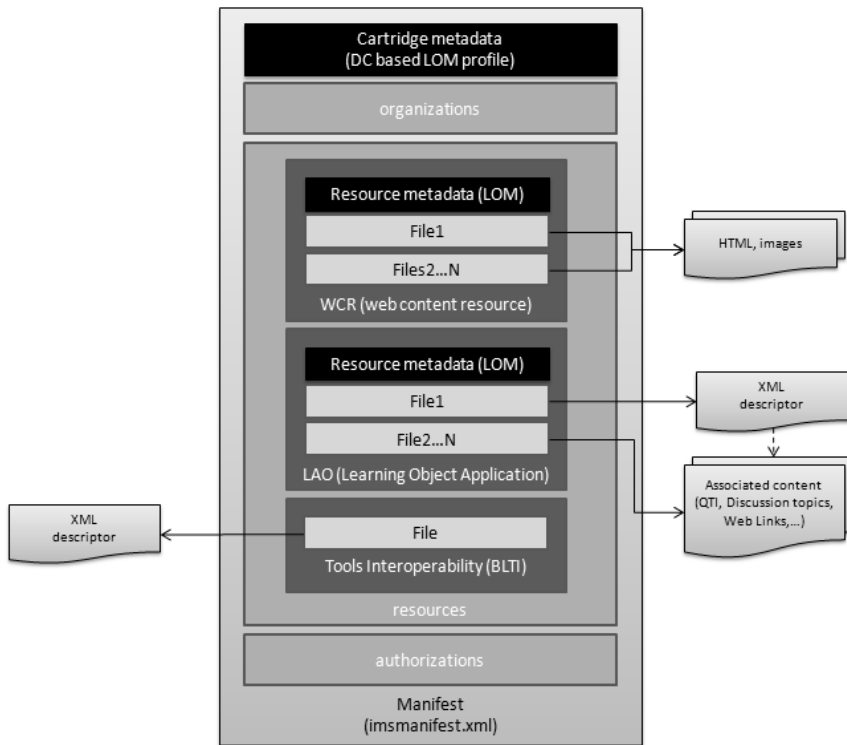 Cartridge metadata
(DC based LOM profile)
organizations
Resource metadata (LOM)
File1
Files2...N
WCR (web content resource)
HTML, images
Resource metadata (LOM)
File1
File2...N
LAO (Learning Object Application)
XML
descriptor
Associated content
(QTI, Discussion topics,
Web Links,...)
File
Tools Interoperability (BLTI)
XML
descriptor
resources
authorizations
Manifest
(imsmanifest.xml)